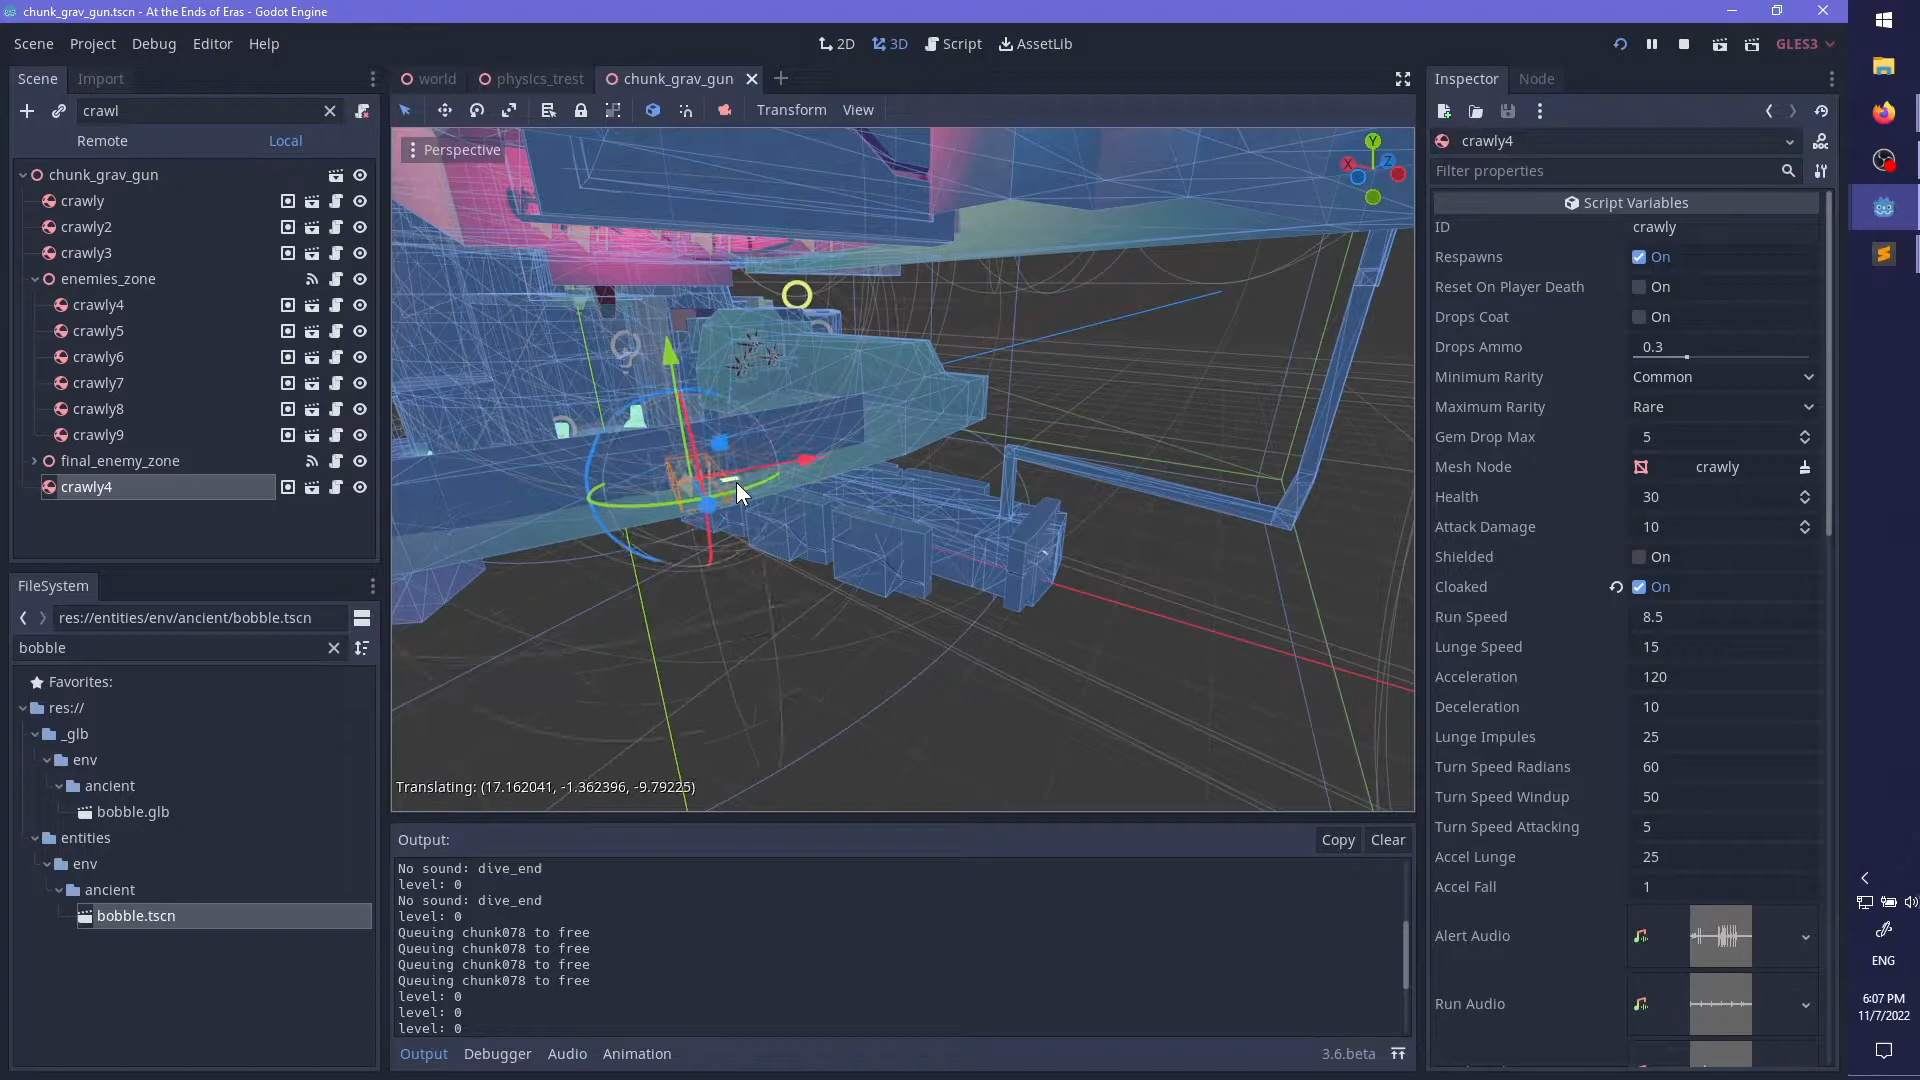 chunk_grav_gun.tscn - At the Ends of Eras - Godot Engine
Scene Project Debug Editor Help
2D 3D Script AssetLib
GLES3
Scene Import
world physics_trest chunk_grav_gun
Inspector Node
crawl
Transform View
Remote Local
Perspective
Y
X
Z
crawly4
Filter properties
chunk_grav_gun
crawly
crawly2
crawly3
enemies_zone
crawly4
crawly5
crawly6
crawly7
crawly8
crawly9
final_enemy_zone
crawly4
Translating: (17.162041, -1.362396, -9.79225)
Script Variables
ID crawly
Respawns On
Reset On Player Death On
Drops Coat On
Drops Ammo 0.3
Minimum Rarity Common
Maximum Rarity Rare
Gem Drop Max 5
Mesh Node crawly
Health 30
Attack Damage 10
Shielded On
Cloaked On
Run Speed 8.5
Lunge Speed 15
Acceleration 120
Deceleration 10
Lunge Impules 25
Turn Speed Radians 60
Turn Speed Windup 50
Turn Speed Attacking 5
Accel Lunge 25
Accel Fall 1
Alert Audio
Run Audio
FileSystem
res://entities/env/ancient/bobble.tscn
bobble
Favorites:
res://
_glb
env
ancient
bobble.glb
entities
env
ancient
bobble.tscn
Output:
Copy Clear
No sound: dive_end
level: 0
No sound: dive_end
level: 0
Queuing chunk078 to free
Queuing chunk078 to free
Queuing chunk078 to free
Queuing chunk078 to free
level: 0
level: 0
level: 0
Output Debugger Audio Animation
3.6.beta
ENG
6:07 PM
11/7/2022